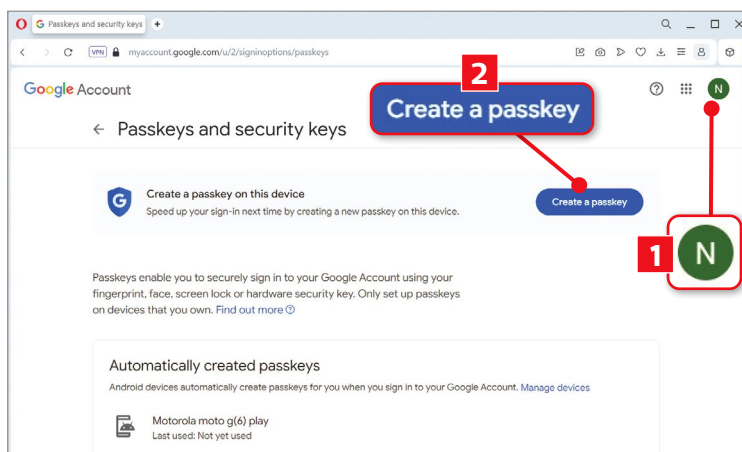 Passkeys and security keys
VPN myaccount.google.com/u/2/signinoptions/passkeys
Google Account
N
2
Create a passkey
Passkeys and security keys
Create a passkey on this device
Speed up your sign-in next time by creating a new passkey on this device.
Create a passkey
1
N
Passkeys enable you to securely sign in to your Google Account using your
fingerprint, face, screen lock or hardware security key. Only set up passkeys
on devices that you own. Find out more
Automatically created passkeys
Android devices automatically create passkeys for you when you sign in to your Google Account. Manage devices
Motorola moto g(6) play
Last used: Not yet used